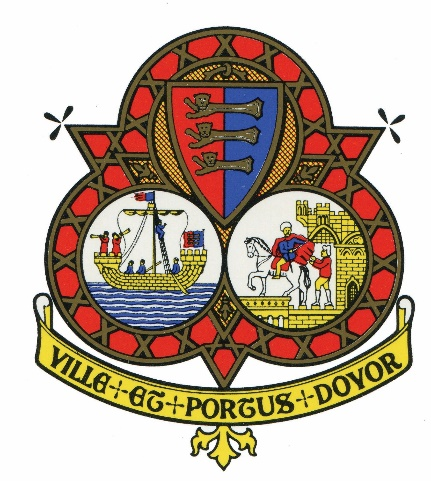 VILLE + ET + PORTUS + DOVOR